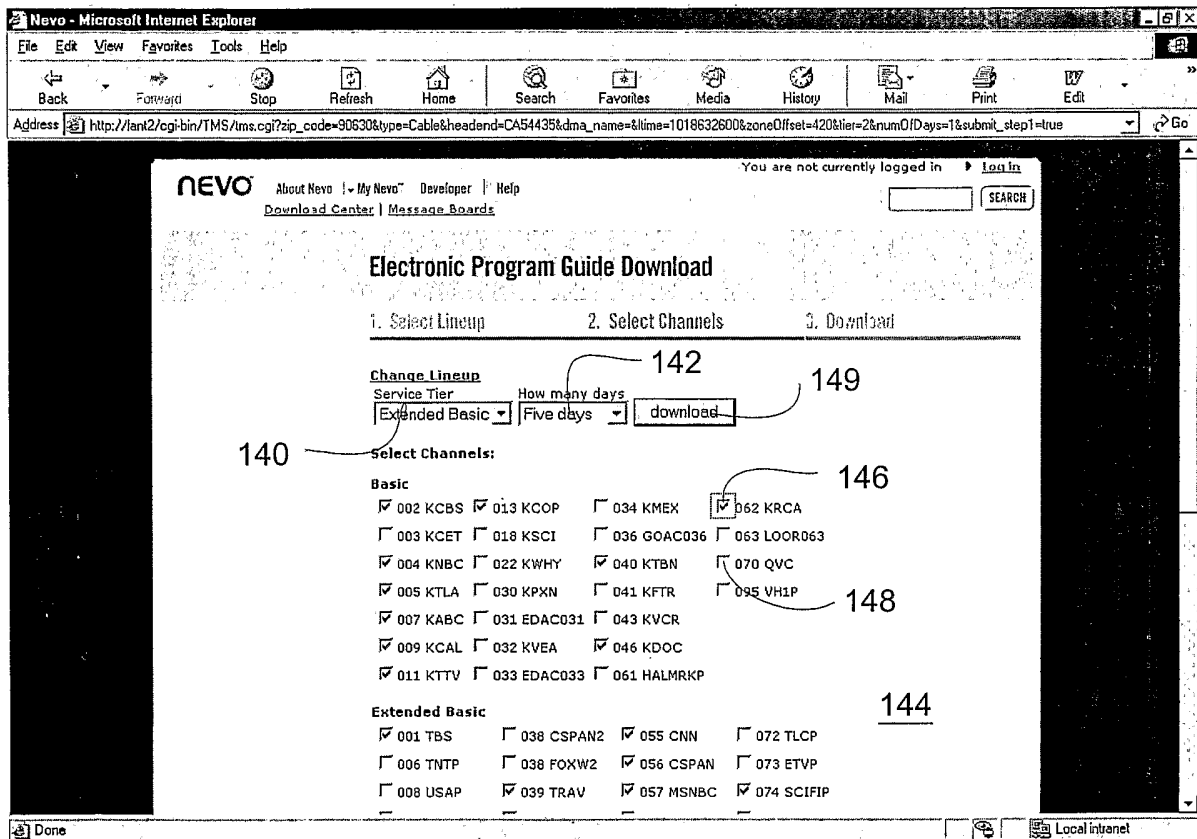 Nevo - Microsoft Internet Explorer
File Edit View Favorites Tools Help
Back Forward Stop Refresh Home Search Favorites Media History Mail Print Edit
Address http://lant2/cgi-bin/TMS/tms.cgi?zip_code=90630&type=Cable&headend=CA54435&dma_name=&ltime=1018632600&zoneOffset=420&tier=2&numOfDays=1&submit_step1=true Go
You are not currently logged in Log in
NEVO About Nevo My Nevo™ Developer Help
SEARCH
Download Center | Message Boards
Electronic Program Guide Download
1. Select Lineup 2. Select Channels 3. Download
142
149
Change Lineup
Service Tier How many days
Extended Basic Five days download
140
Select Channels:
146
Basic
002 KCBS 013 KCOP 034 KMEX 062 KRCA
003 KCET 018 KSCI 036 GOAC036 063 LOOR063
004 KNBC 022 KWHY 040 KTBN 070 QVC
005 KTLA 030 KPXN 041 KFTR 095 VH1P
148
007 KABC 031 EDAC031 043 KVCR
009 KCAL 032 KVEA 046 KDOC
011 KTTV 033 EDAC033 061 HALMRKP
144
Extended Basic
001 TBS 038 CSPAN2 055 CNN 072 TLCP
006 TNTP 038 FOXW2 056 CSPAN 073 ETVP
008 USAP 039 TRAV 057 MSNBC 074 SCIFIP
Done Local intranet